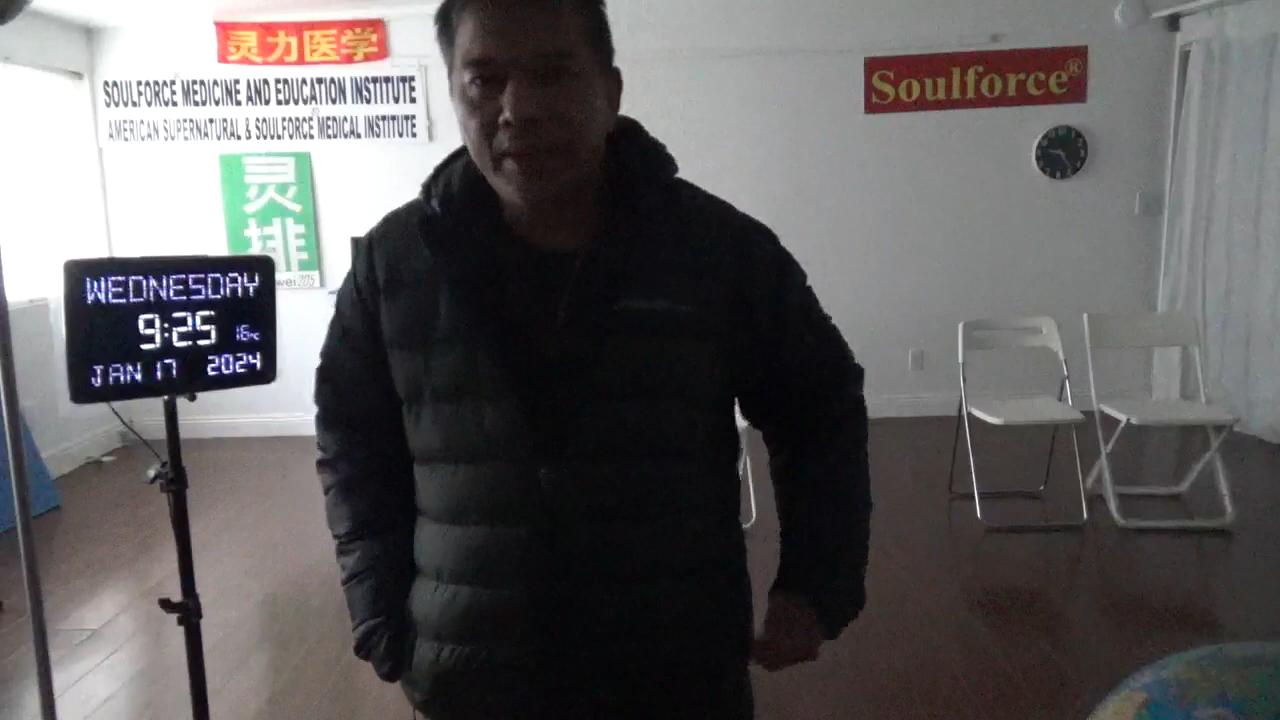 灵力医学
SOULFORCE MEDICINE AND EDUCATION INSTITUTE
AMERICAN SUPERNATURAL & SOULFORCE MEDICAL INSTITUTE
灵
排
Soulforce®
WEDNESDAY
9:25 16°C
JAN 17 2024